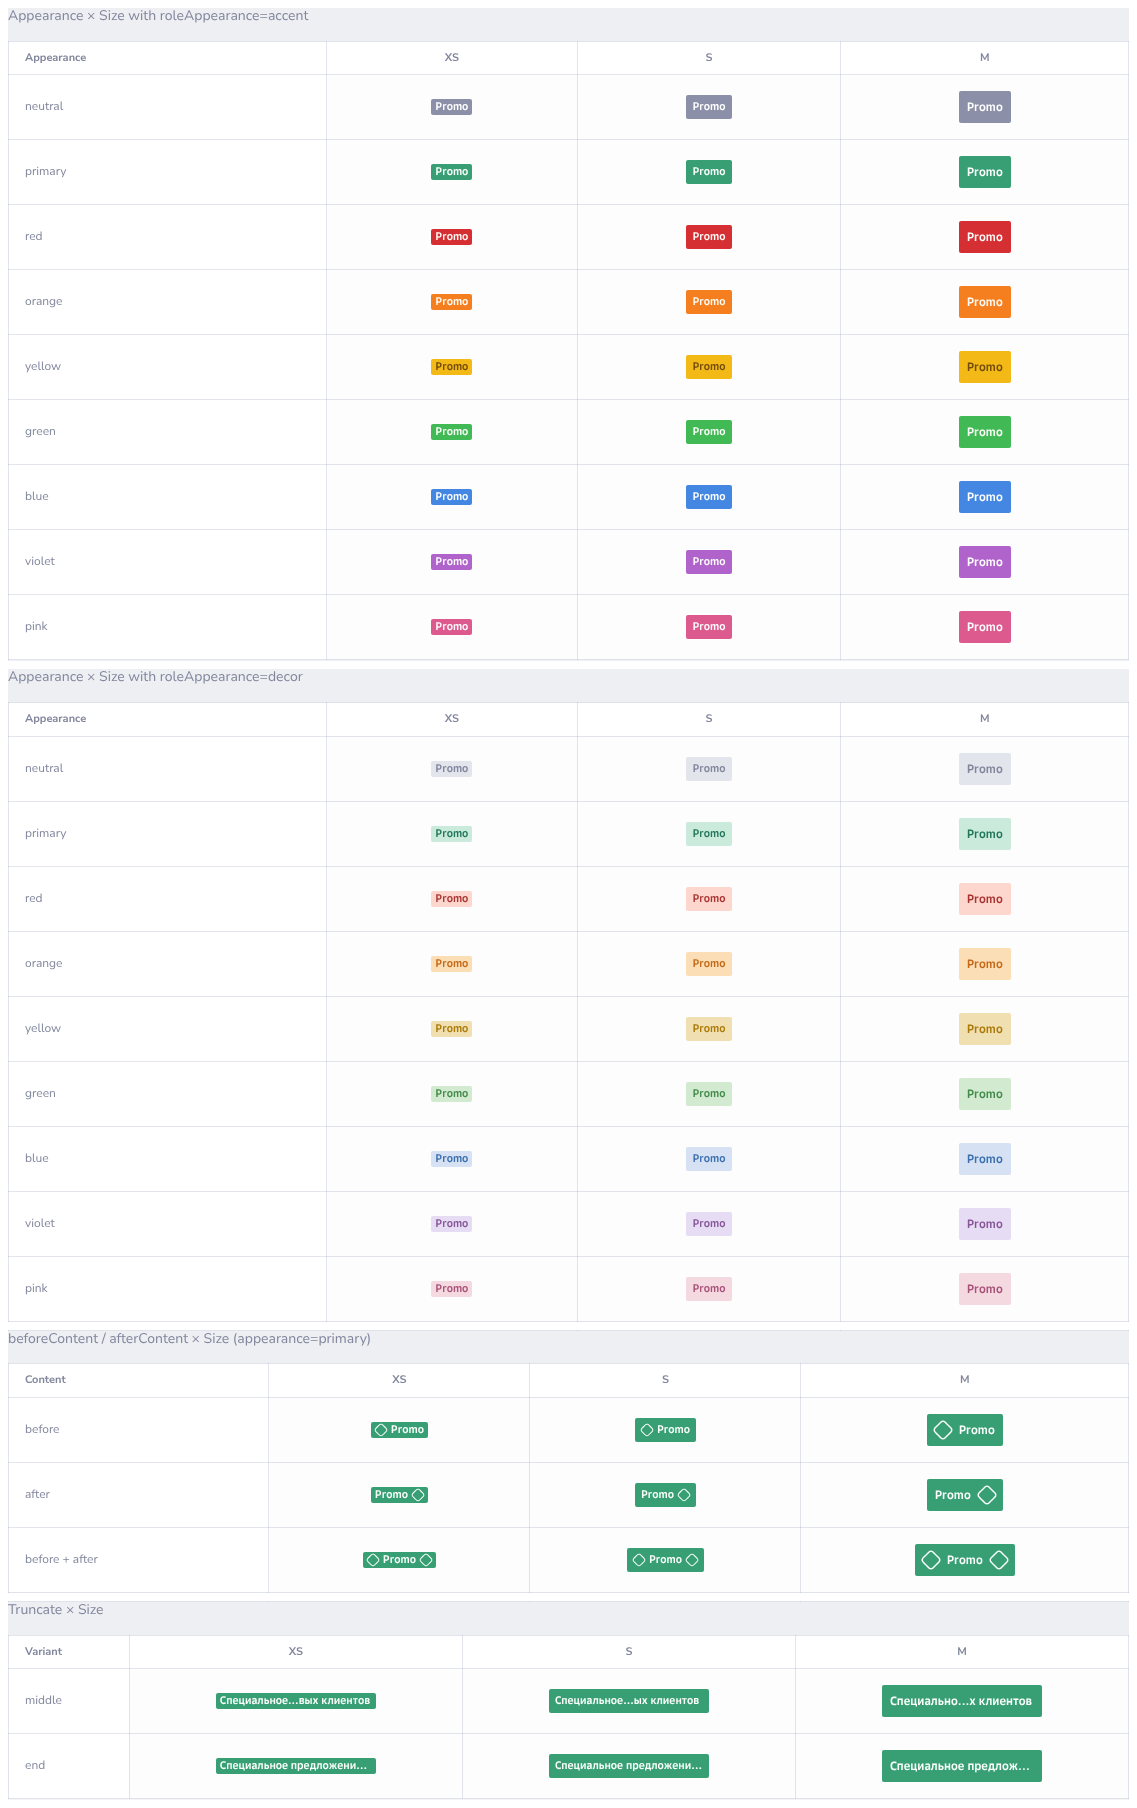 Appearance × Size with roleAppearance=accent
Appearance XS S M
neutral Promo Promo Promo
primary Promo Promo Promo
red Promo Promo Promo
orange Promo Promo Promo
yellow Promo Promo Promo
green Promo Promo Promo
blue Promo Promo Promo
violet Promo Promo Promo
pink Promo Promo Promo
Appearance × Size with roleAppearance=decor
Appearance XS S M
neutral Promo Promo Promo
primary Promo Promo Promo
red Promo Promo Promo
orange Promo Promo Promo
yellow Promo Promo Promo
green Promo Promo Promo
blue Promo Promo Promo
violet Promo Promo Promo
pink Promo Promo Promo
beforeContent / afterContent × Size (appearance=primary)
Content XS S M
before Promo Promo Promo
after Promo Promo Promo
before + after Promo Promo Promo
Truncate × Size
Variant XS S M
middle Специальное...вых клиентов Специальное...ых клиентов Специально...х клиентов
end Специальное предложени... Специальное предложени... Специальное предлож...